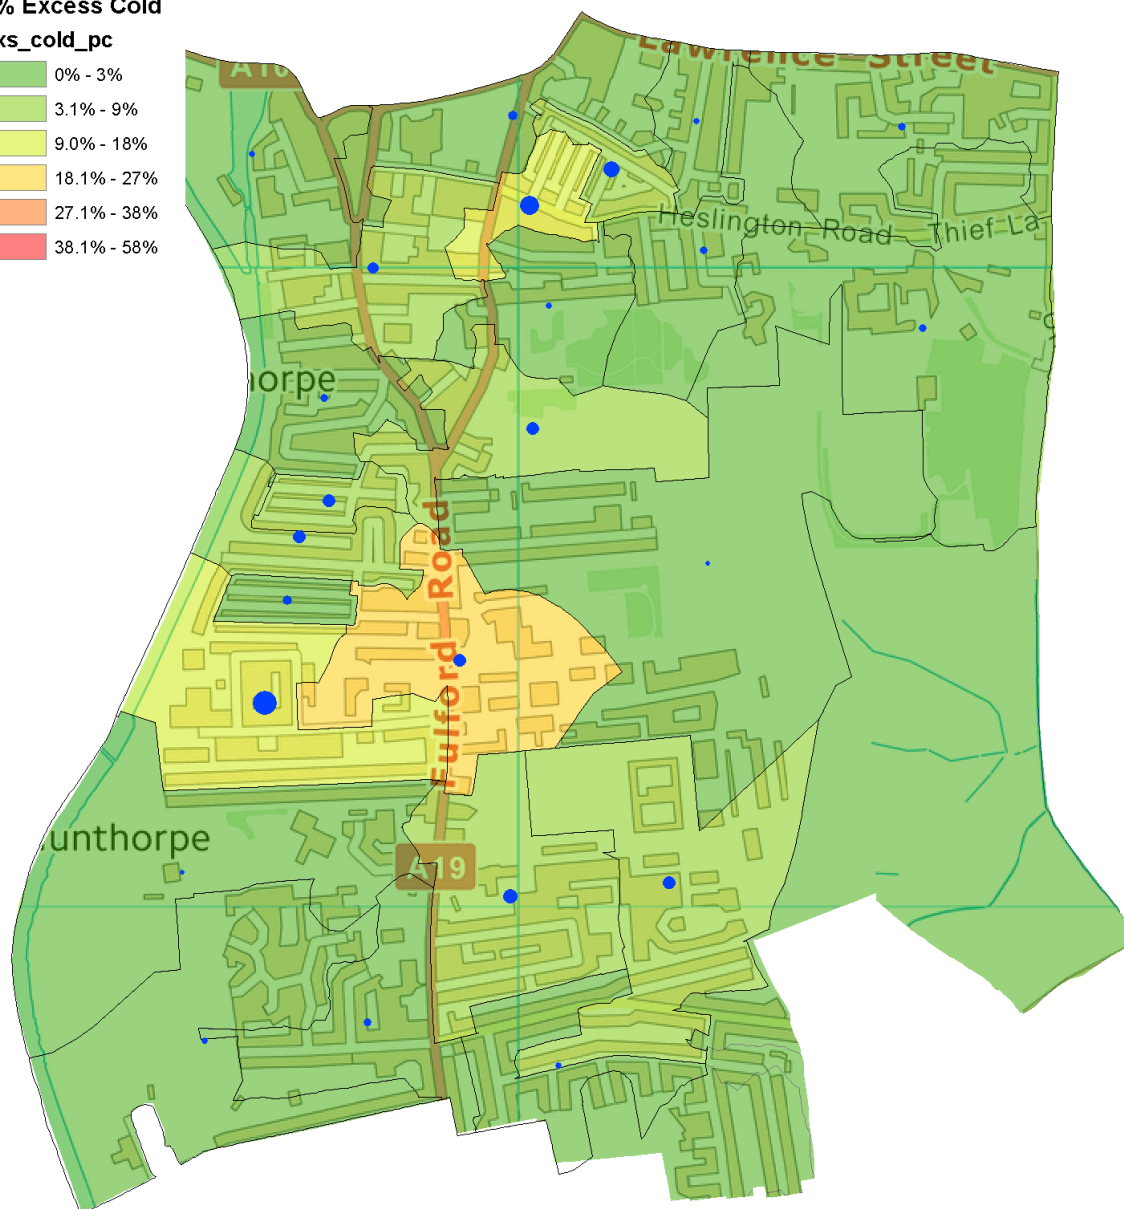 % Excess Cold
xs_cold_pc
0% - 3%
3.1% - 9%
9.0% - 18%
18.1% - 27%
27.1% - 38%
38.1% - 58%
Lawrence Street
A10
Heslington Road
Thief La
orpe
Fulford Road
unthorpe
A19